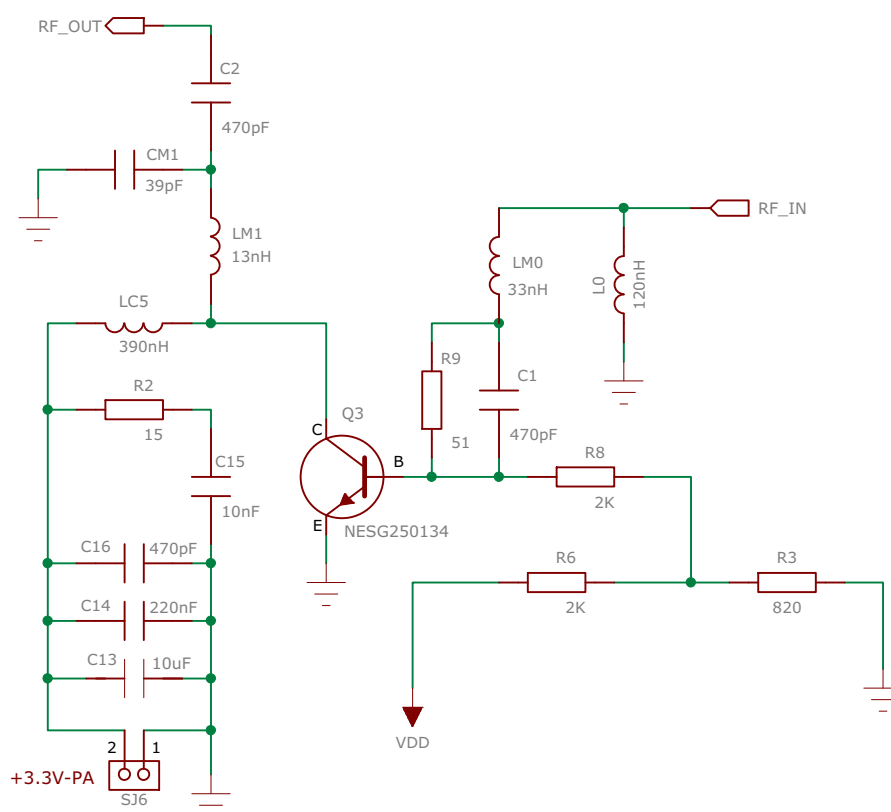 RF_OUT
C2
470pF
CM1
39pF
LM1
13nH
RF_IN
LM0
33nH
L0
120nH
LC5
390nH
R9
51
C1
470pF
R2
15
Q3
C
B
E
NESG250134
C15
10nF
R8
2K
C16
470pF
C14
220nF
C13
10uF
R6
2K
R3
820
VDD
2
1
+3.3V-PA
SJ6